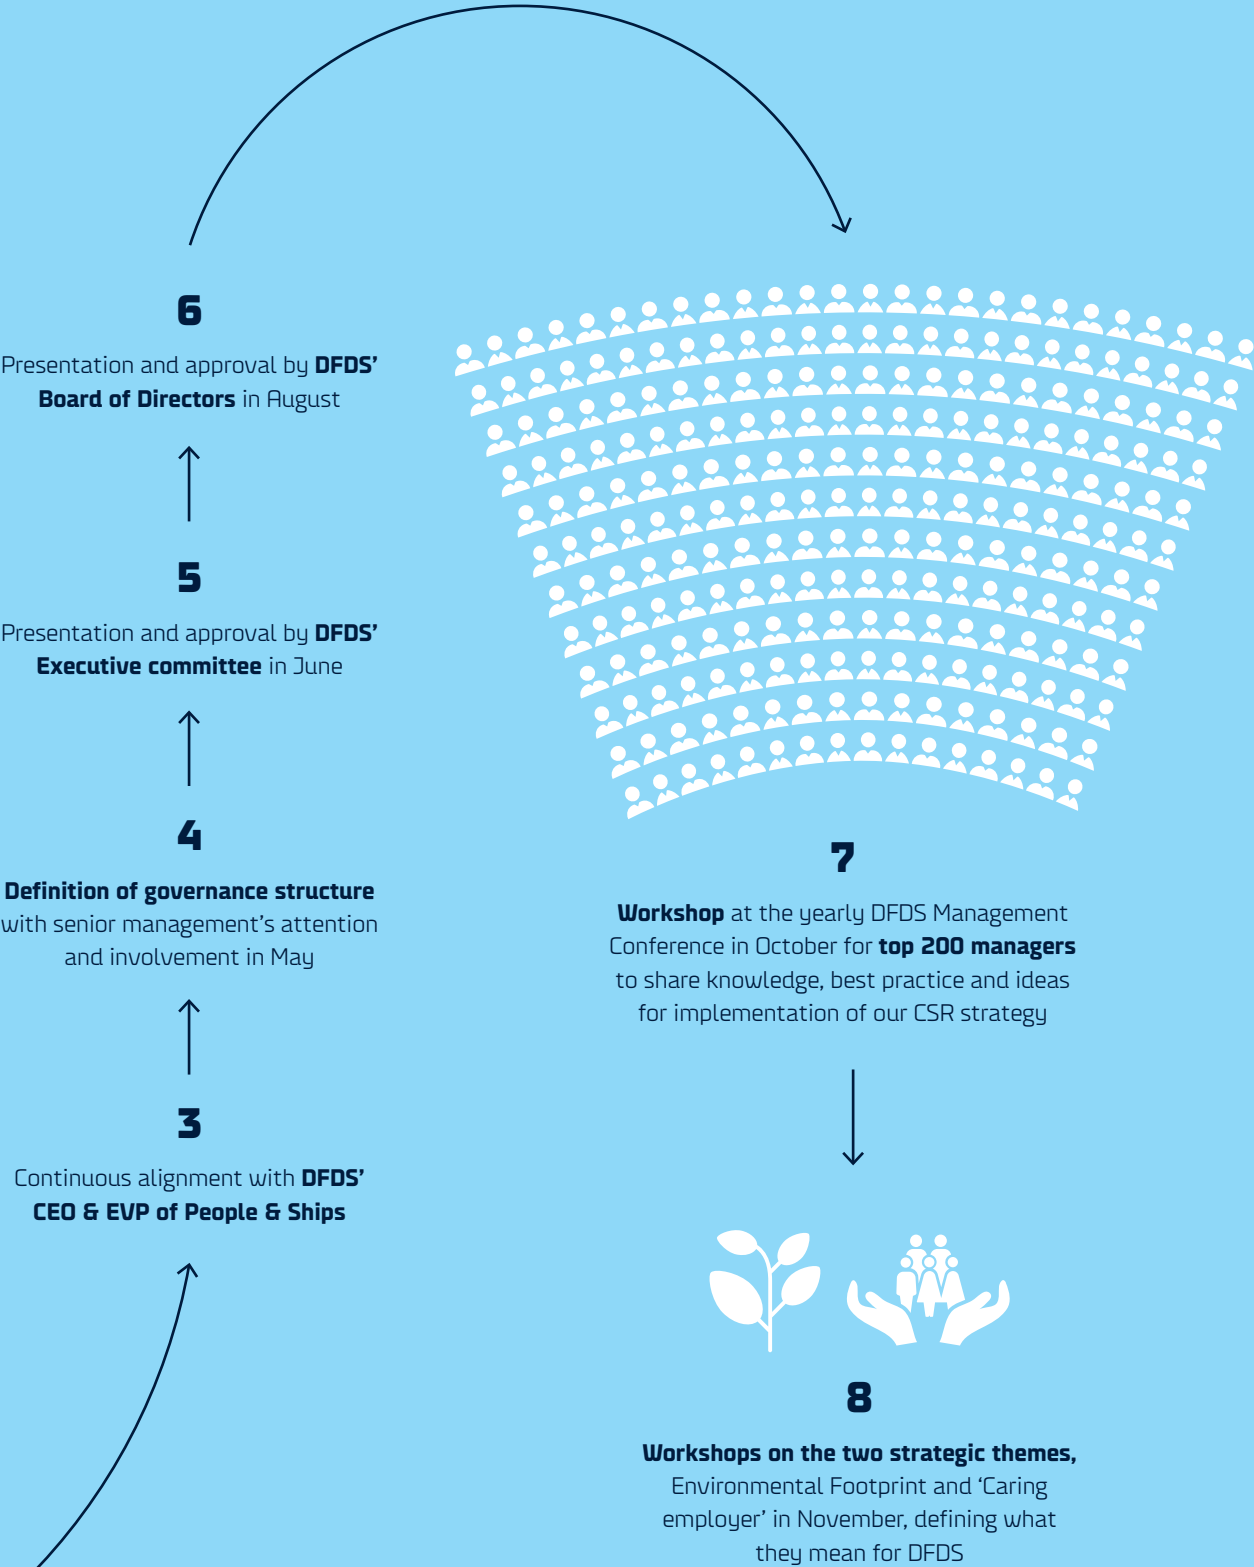 6
Presentation and approval by DFDS’
Board of Directors in August
5
Presentation and approval by DFDS’
Executive committee in June
4
Definition of governance structure
with senior management’s attention
and involvement in May
3
Continuous alignment with DFDS’
CEO & EVP of People & Ships
7
Workshop at the yearly DFDS Management
Conference in October for top 200 managers
to share knowledge, best practice and ideas
for implementation of our CSR strategy
8
Workshops on the two strategic themes,
Environmental Footprint and ‘Caring
employer’ in November, defining what
they mean for DFDS